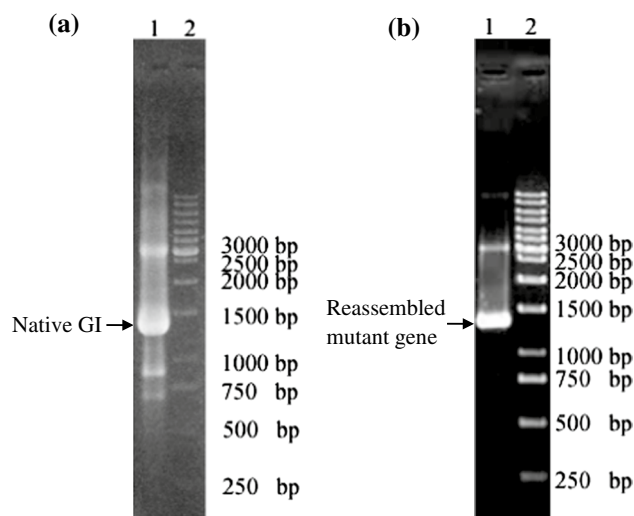 (a)
1 2
Native GI
3000 bp
2500 bp
2000 bp
1500 bp
1000 bp
750 bp
500 bp
250 bp
(b)
1 2
Reassembled
mutant gene
3000 bp
2500 bp
2000 bp
1500 bp
1000 bp
750 bp
500 bp
250 bp